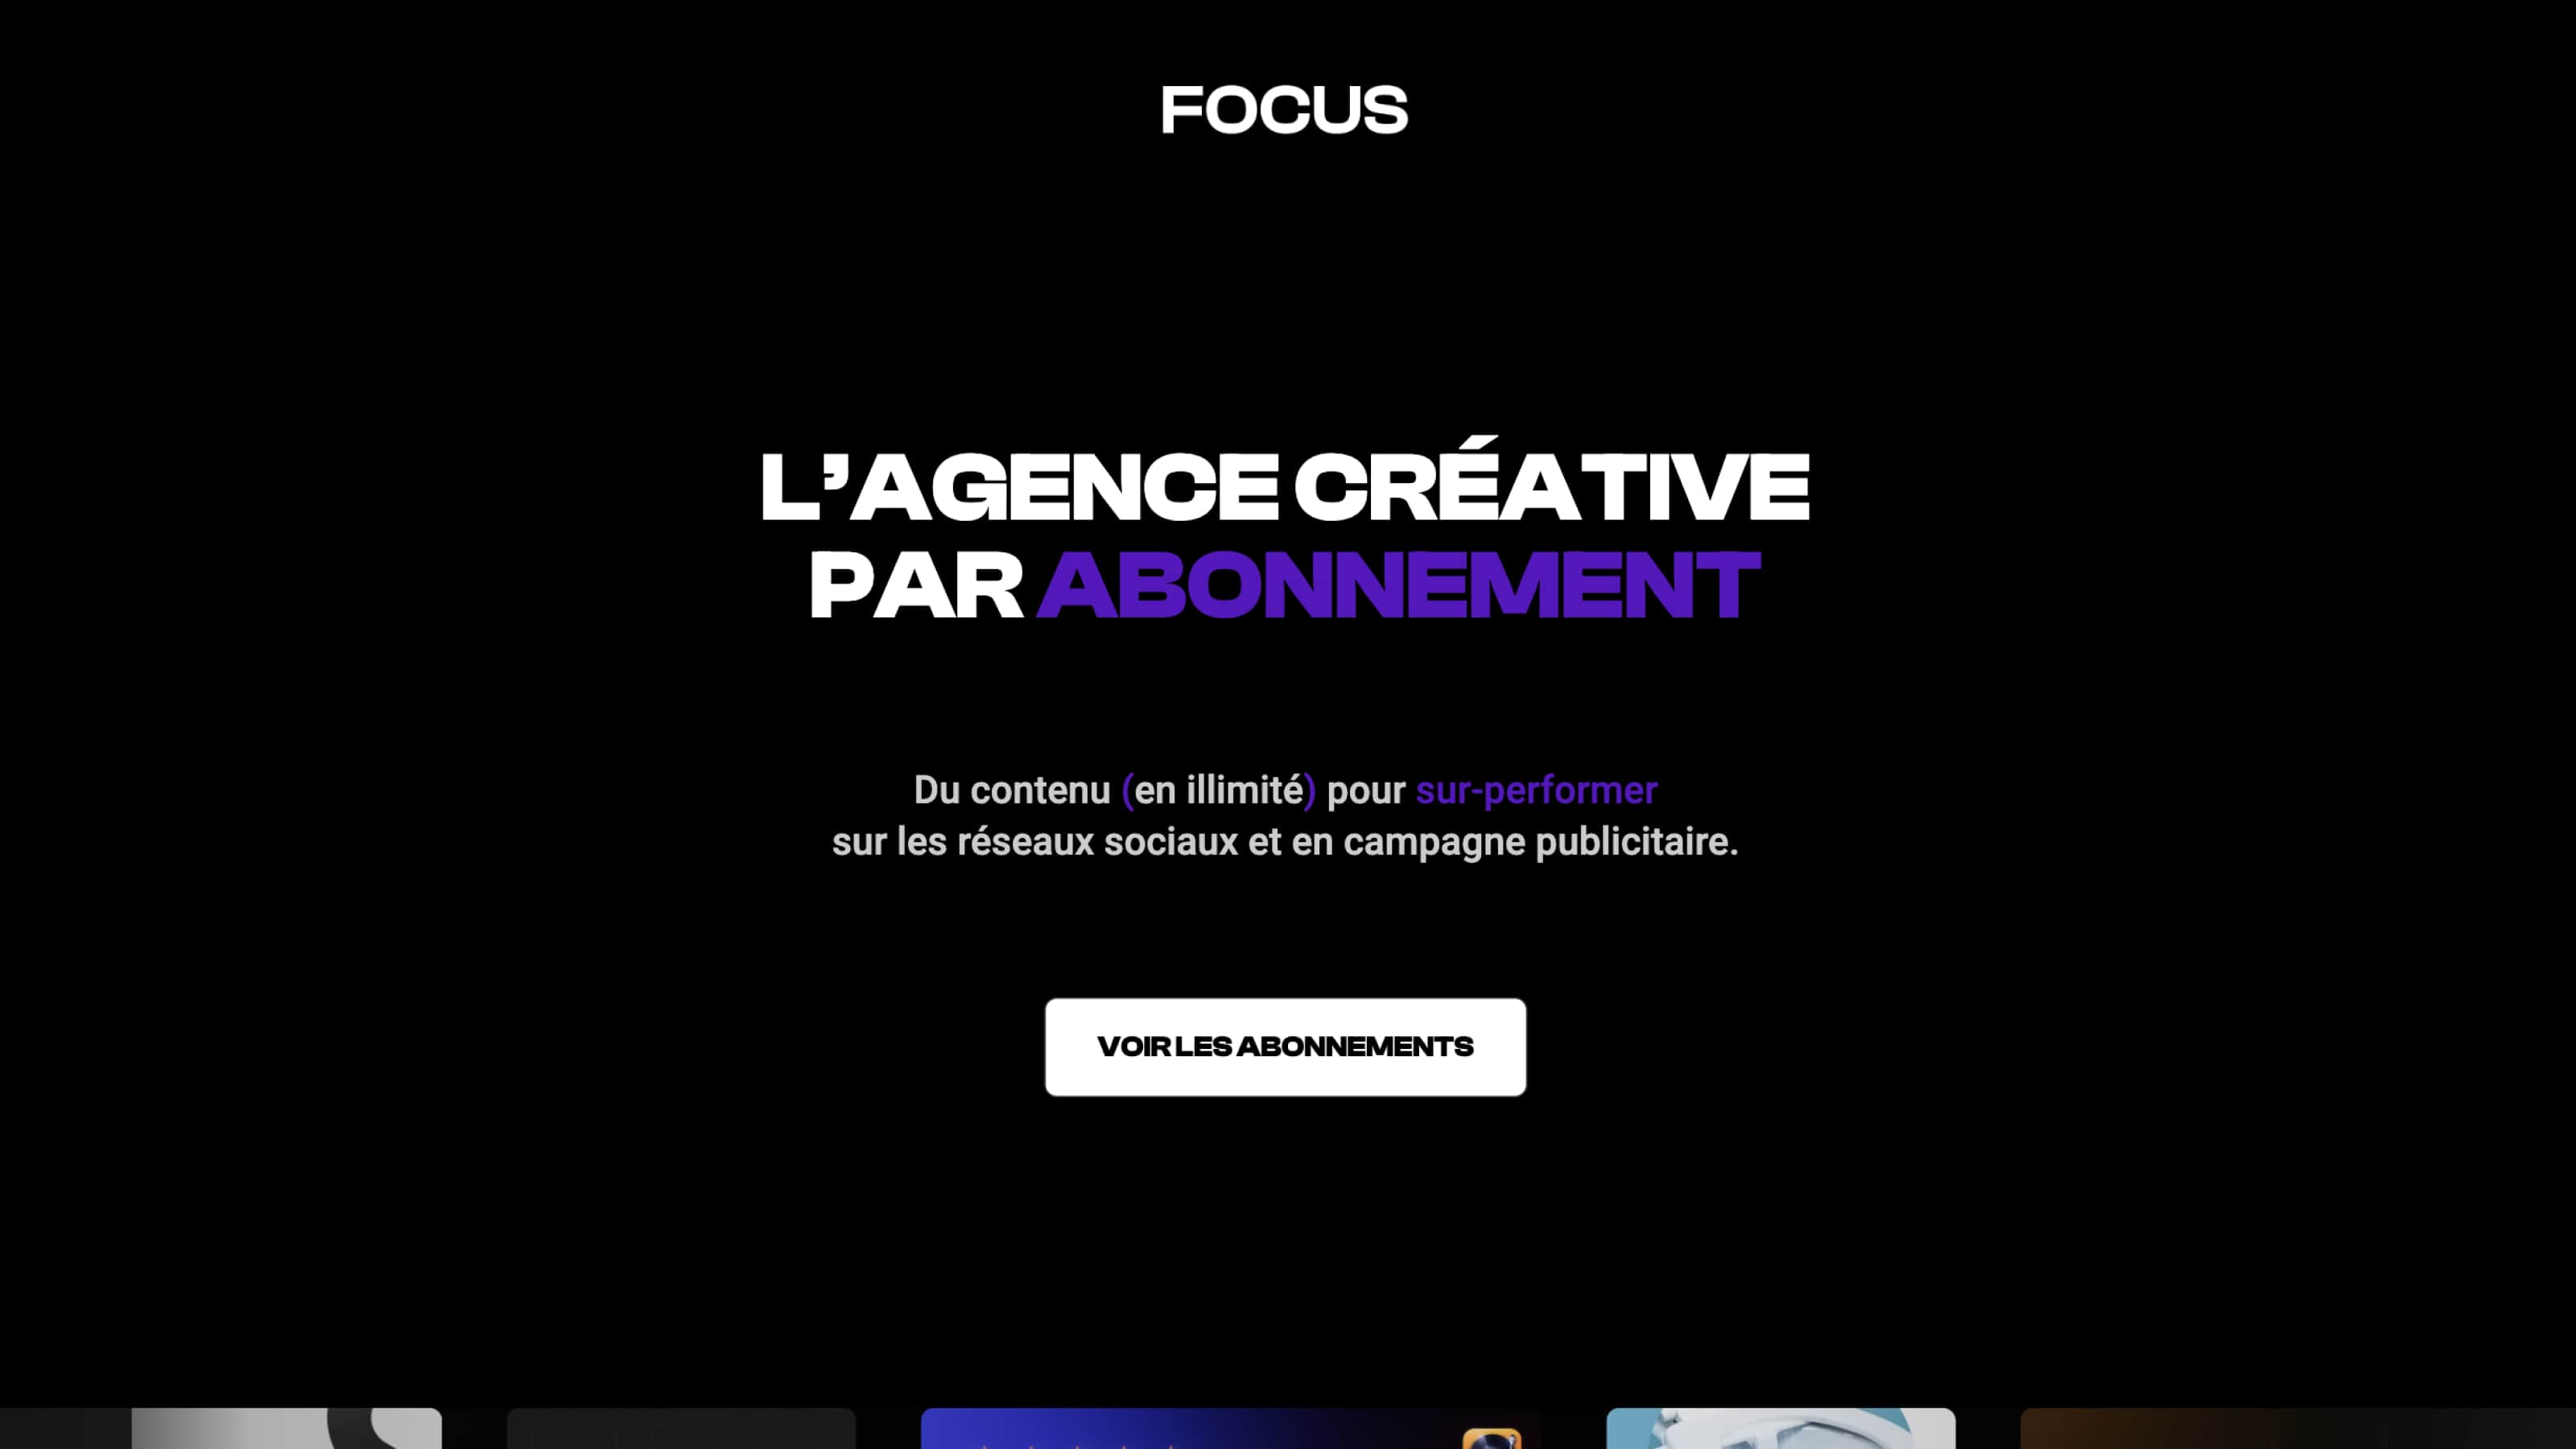 FOCUS
L’AGENCE CRÉATIVE
PAR ABONNEMENT
Du contenu (en illimité) pour sur-performer
sur les réseaux sociaux et en campagne publicitaire.
VOIR LES ABONNEMENTS